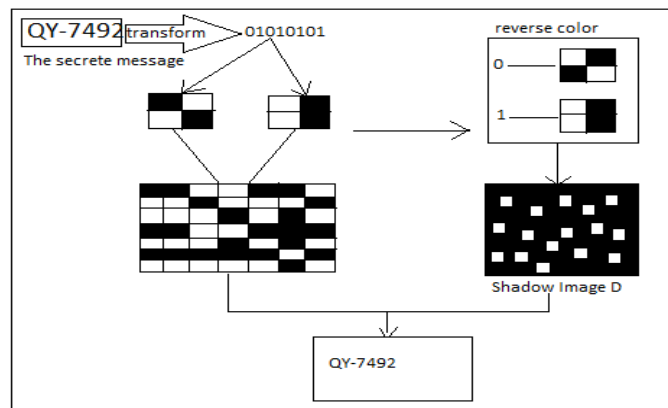 QY-7492
transform
01010101
The secrete message
reverse color
0
1
Shadow Image D
QY-7492